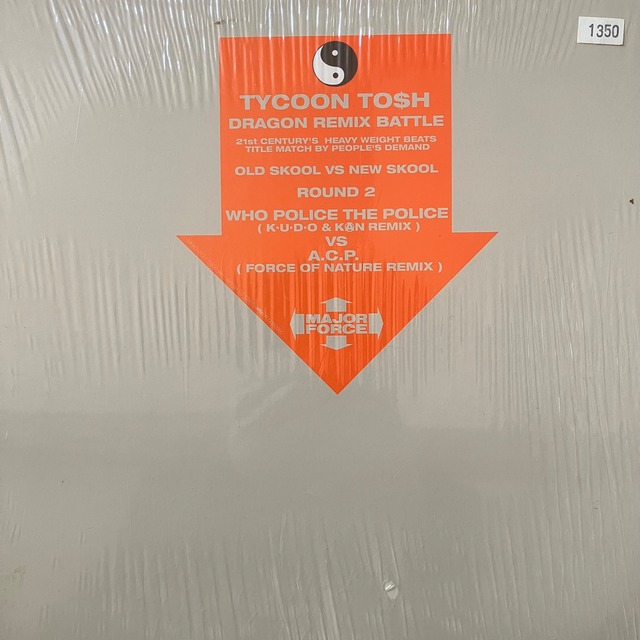 1350
TYCOON TO$H
DRAGON REMIX BATTLE
21st CENTURY'S HEAVY WEIGHT BEATS
TITLE MATCH BY PEOPLE'S DEMAND
OLD SKOOL VS NEW SKOOL
ROUND 2
WHO POLICE THE POLICE
( K·U·D·O & KAN REMIX )
VS
A.C.P.
( FORCE OF NATURE REMIX )
MAJOR
FORCE